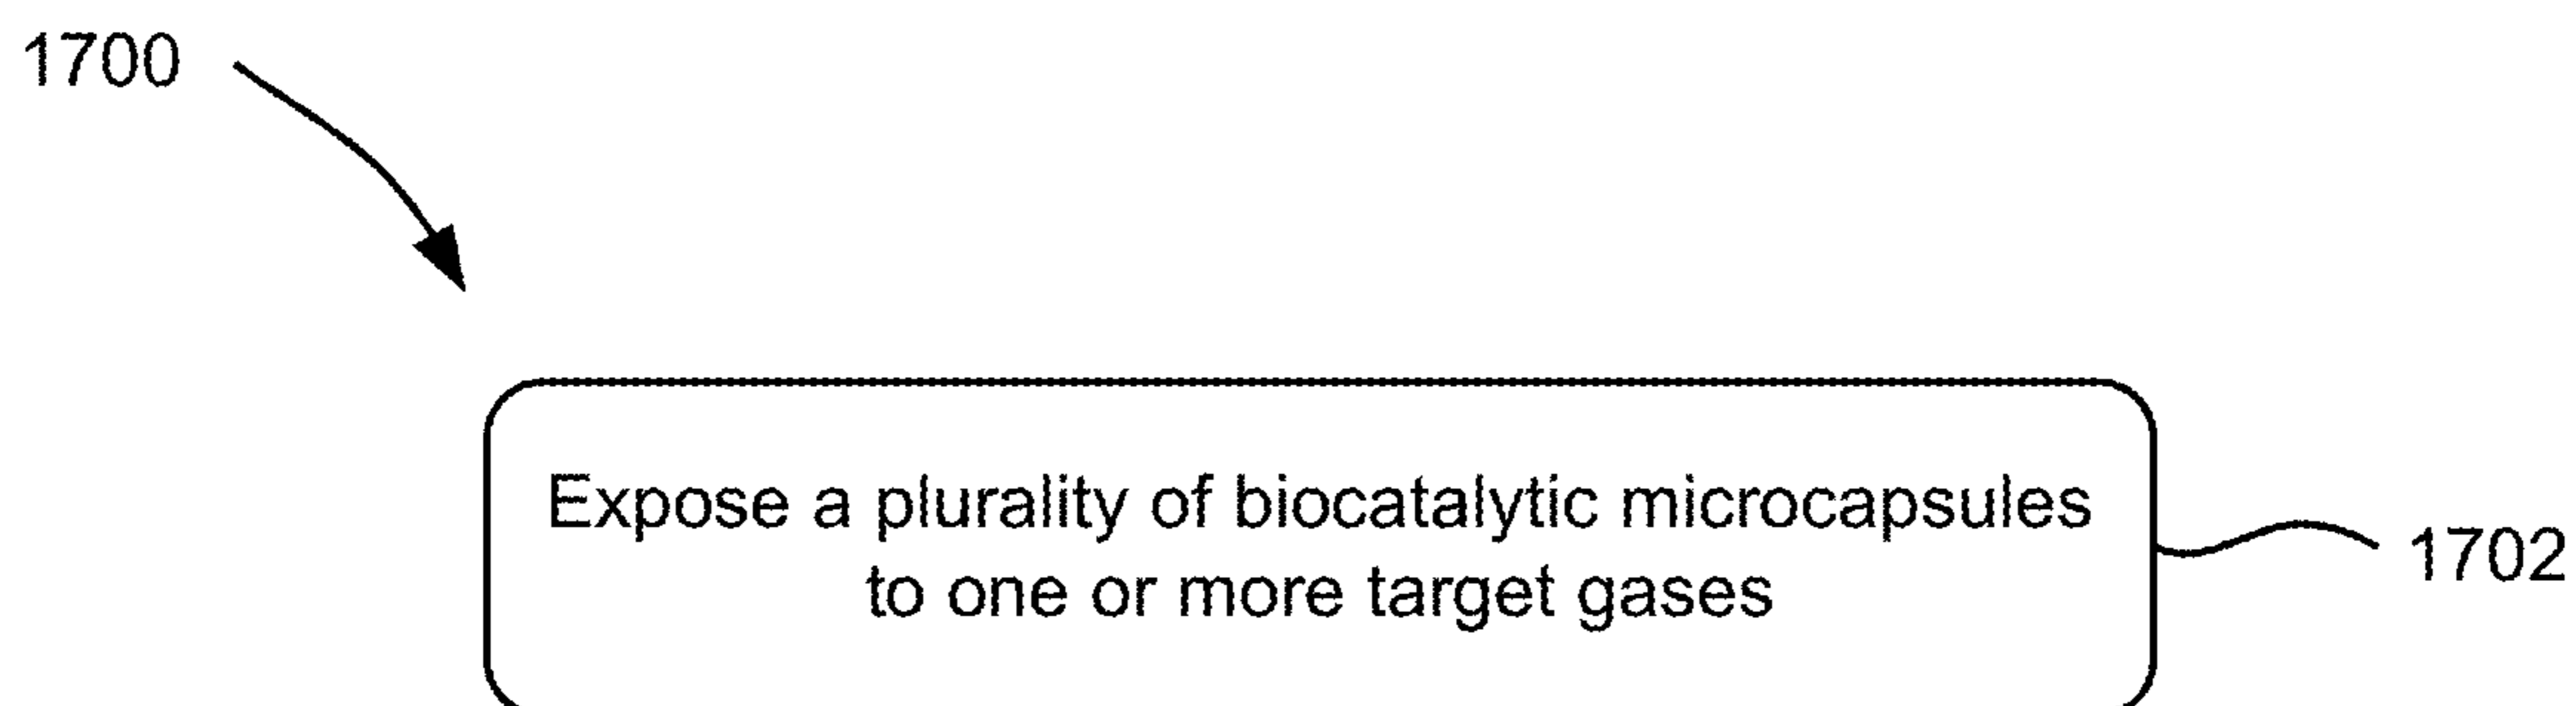 1700
Expose a plurality of biocatalytic microcapsules
to one or more target gases
1702